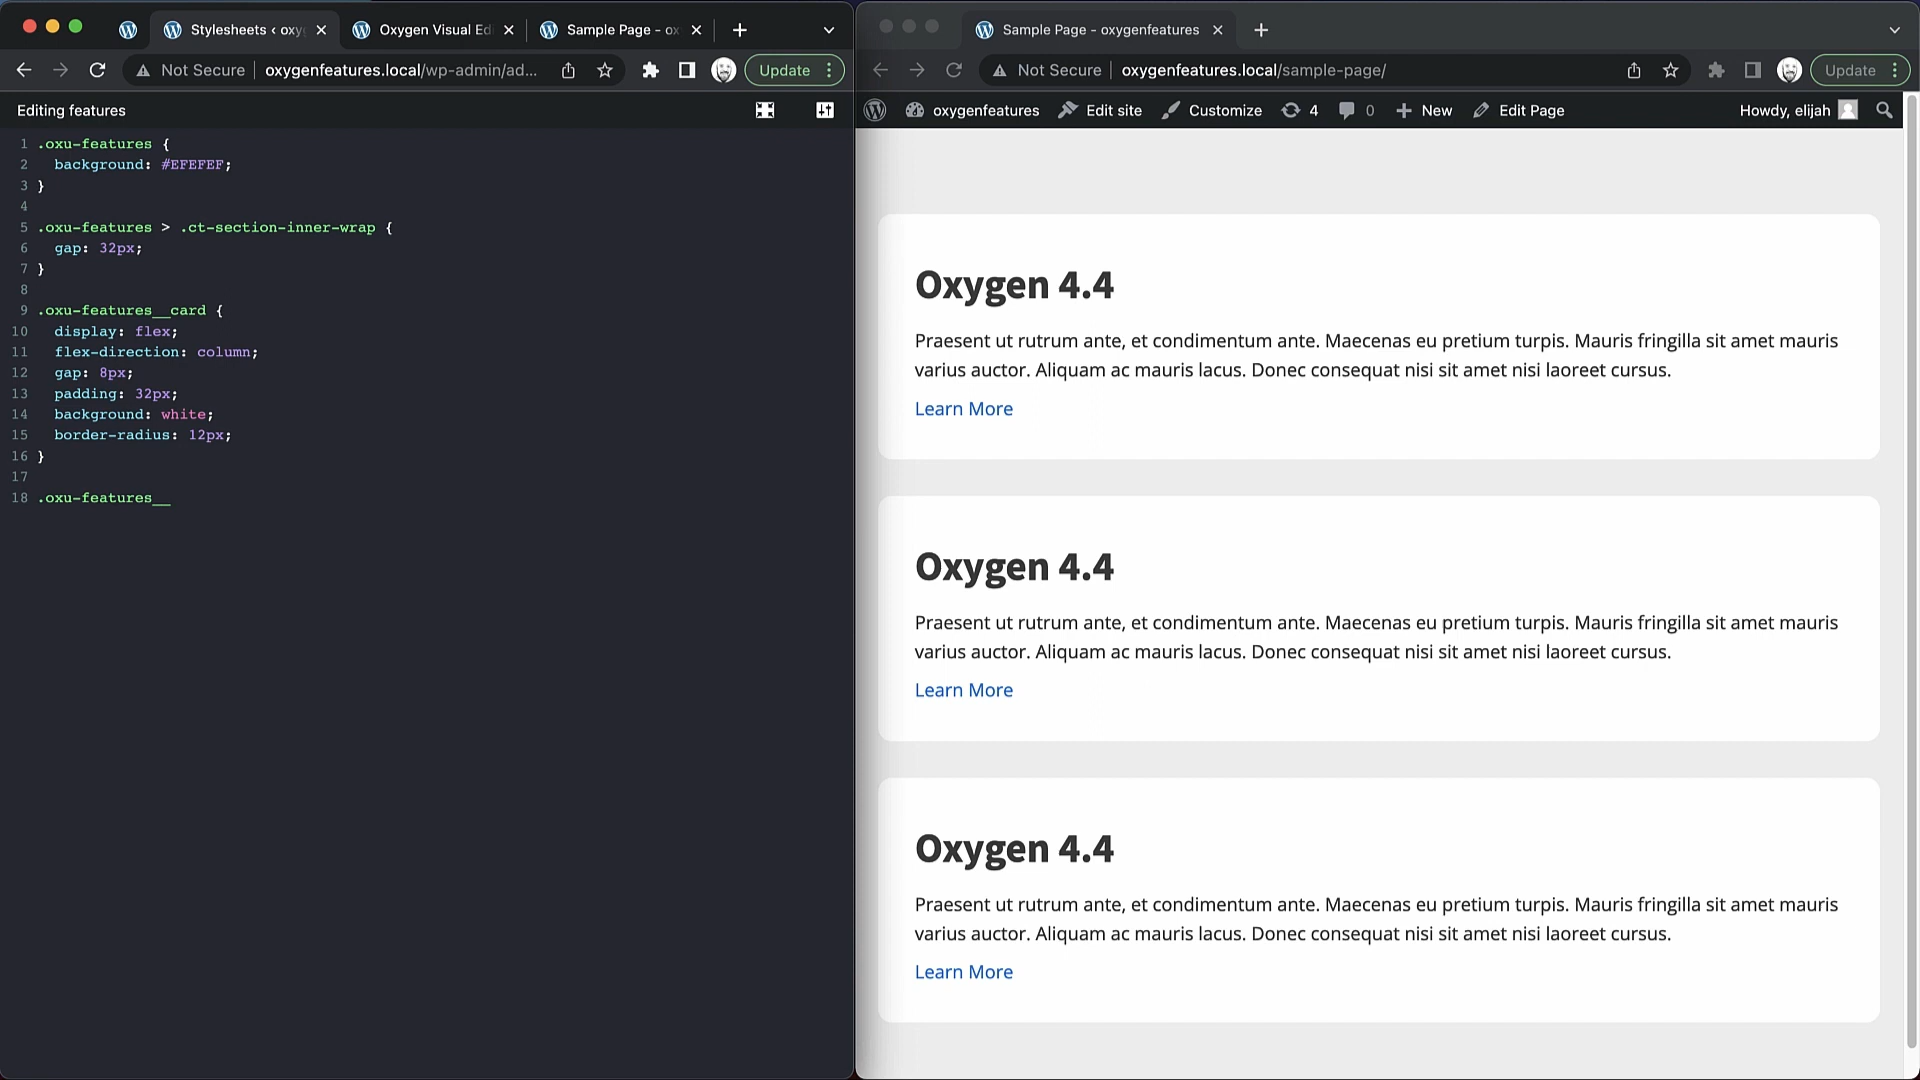 Stylesheets ‹ oxy
Oxygen Visual Ed
Sample Page - ox
Not Secure
oxygenfeatures.local/wp-admin/ad...
Update
Editing features
1 .oxu-features {
2 background: #EFEFEF;
3 }
4
5 .oxu-features > .ct-section-inner-wrap {
6 gap: 32px;
7 }
8
9 .oxu-features__card {
10 display: flex;
11 flex-direction: column;
12 gap: 8px;
13 padding: 32px;
14 background: white;
15 border-radius: 12px;
16 }
17
18 .oxu-features__
Sample Page - oxygenfeatures
Not Secure
oxygenfeatures.local/sample-page/
Update
oxygenfeatures
Edit site
Customize
4
0
New
Edit Page
Howdy, elijah
Oxygen 4.4
Praesent ut rutrum ante, et condimentum ante. Maecenas eu pretium turpis. Mauris fringilla sit amet mauris
varius auctor. Aliquam ac mauris lacus. Donec consequat nisi sit amet nisi laoreet cursus.
Learn More
Oxygen 4.4
Praesent ut rutrum ante, et condimentum ante. Maecenas eu pretium turpis. Mauris fringilla sit amet mauris
varius auctor. Aliquam ac mauris lacus. Donec consequat nisi sit amet nisi laoreet cursus.
Learn More
Oxygen 4.4
Praesent ut rutrum ante, et condimentum ante. Maecenas eu pretium turpis. Mauris fringilla sit amet mauris
varius auctor. Aliquam ac mauris lacus. Donec consequat nisi sit amet nisi laoreet cursus.
Learn More